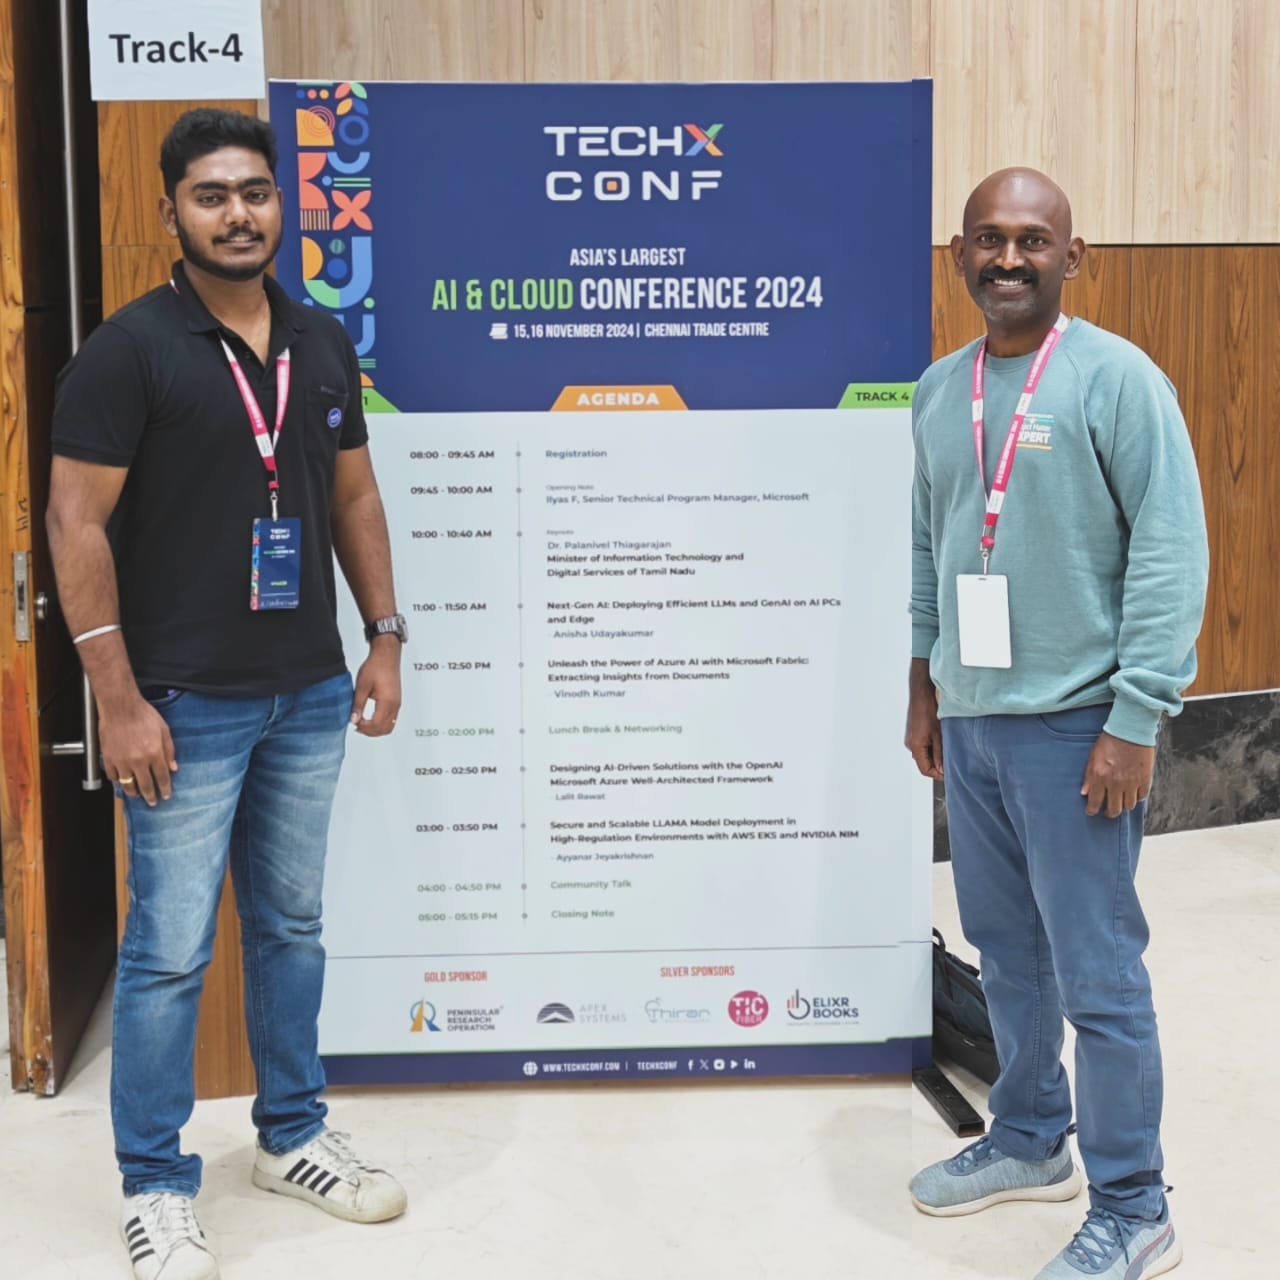 Track-4
TECHX
CONF
ASIA'S LARGEST
AI & CLOUD CONFERENCE 2024
15,16 NOVEMBER 2024 | CHENNAI TRADE CENTRE
1
AGENDA
TRACK 4
08:00 - 09:45 AM
Registration
09:45 - 10:00 AM
Opening Note
Ilyas F, Senior Technical Program Manager, Microsoft
10:00 - 10:40 AM
Keynote
Dr. Palanivel Thiagarajan
Minister of Information Technology and
Digital Services of Tamil Nadu
11:00 - 11:50 AM
Next-Gen AI: Deploying Efficient LLMs and GenAI on AI PCs
and Edge
- Anisha Udayakumar
12:00 - 12:50 PM
Unleash the Power of Azure AI with Microsoft Fabric:
Extracting Insights from Documents
- Vinodh Kumar
12:50 - 02:00 PM
Lunch Break & Networking
02:00 - 02:50 PM
Designing AI-Driven Solutions with the OpenAI
Microsoft Azure Well-Architected Framework
- Lalit Rawat
03:00 - 03:50 PM
Secure and Scalable LLAMA Model Deployment in
High-Regulation Environments with AWS EKS and NVIDIA NIM
- Ayyanar Jeyakrishnan
04:00 - 04:50 PM
Community Talk
05:00 - 05:15 PM
Closing Note
GOLD SPONSOR
SILVER SPONSORS
PENINSULAR
RESEARCH
OPERATION
APEX
SYSTEMS
Thiran
TIC
FIBER
ELIXR
BOOKS
WWW.TECHXCONF.COM | TECHXCONF
TECHX
CONF
ect Matter
XPERT